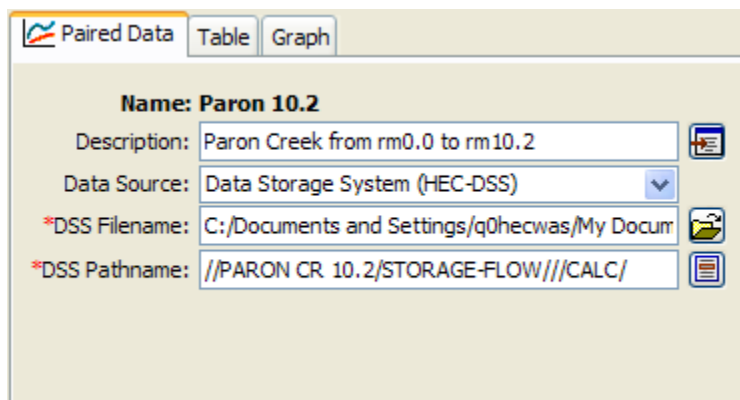 Paired Data Table Graph
Name: Paron 10.2
Description: Paron Creek from rm0.0 to rm10.2
Data Source: Data Storage System (HEC-DSS)
*DSS Filename: C:/Documents and Settings/q0hecwas/My Docum
*DSS Pathname: //PARON CR 10.2/STORAGE-FLOW///CALC/